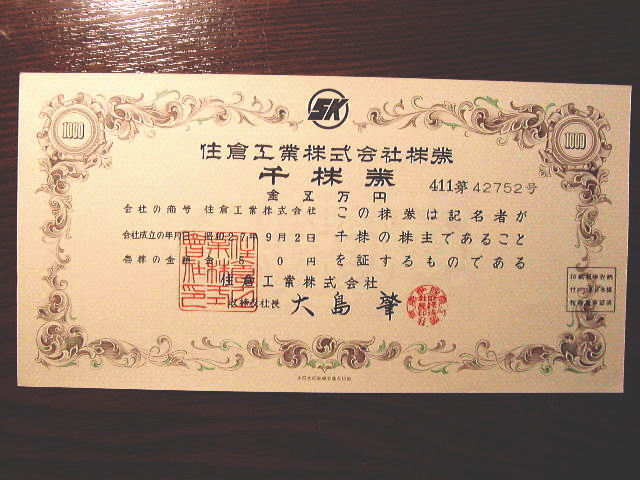 SK
1000 1000
住倉工業株式会社株券
千株券
金五万円
411第42752号
会社の商号 住倉工業株式会社
会社成立の年月日 昭和27年9月2日
壱株の金額 金50円
この株券は記名者が
千株の株主であること
を証するものである
住倉工業株式会社
取締役社長 大島肇